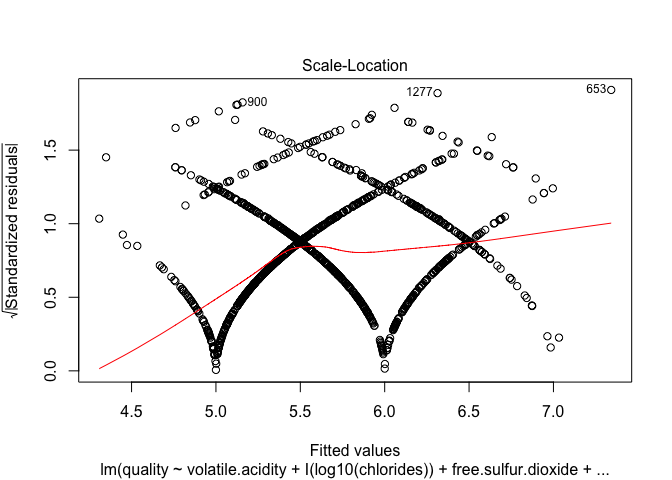 Scale-Location
√|Standardized residuals|
0.0 0.5 1.0 1.5
900
1277
653
4.5 5.0 5.5 6.0 6.5 7.0
Fitted values
lm(quality ~ volatile.acidity + I(log10(chlorides)) + free.sulfur.dioxide + ...